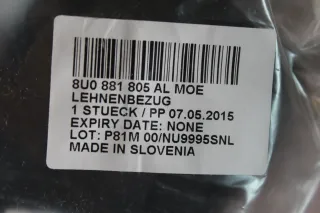 8U0 881 805 AL MOE
LEHNENBEZUG
1 STUECK / PP 07.05.2015
EXPIRY DATE: NONE
LOT: P81M 00/NU9995SNL
MADE IN SLOVENIA